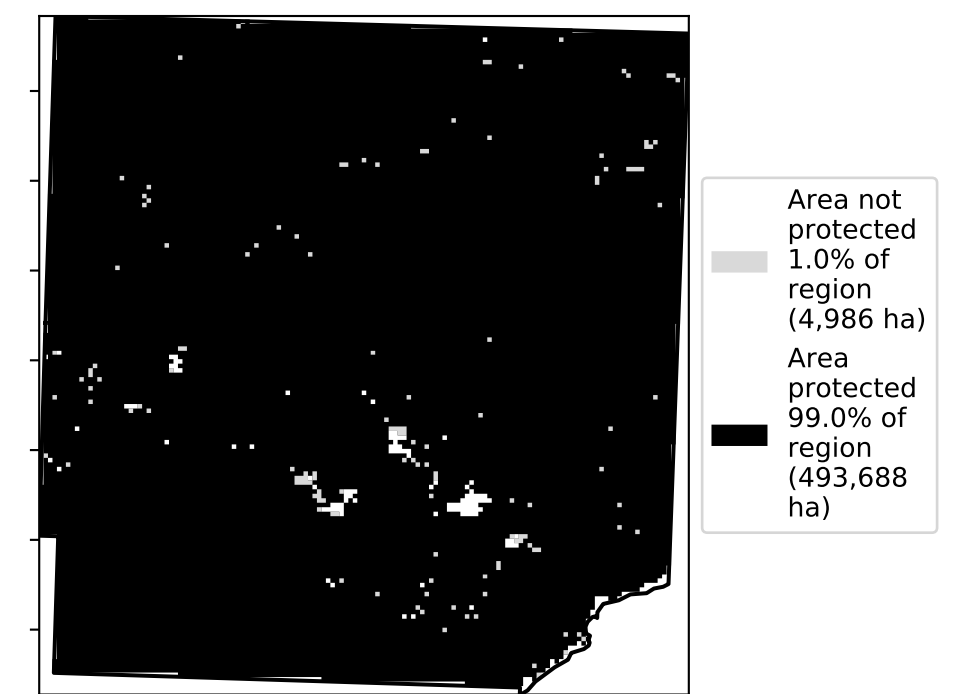 Area not
protected
1.0% of
region
(4,986 ha)
Area
protected
99.0% of
region
(493,688
ha)